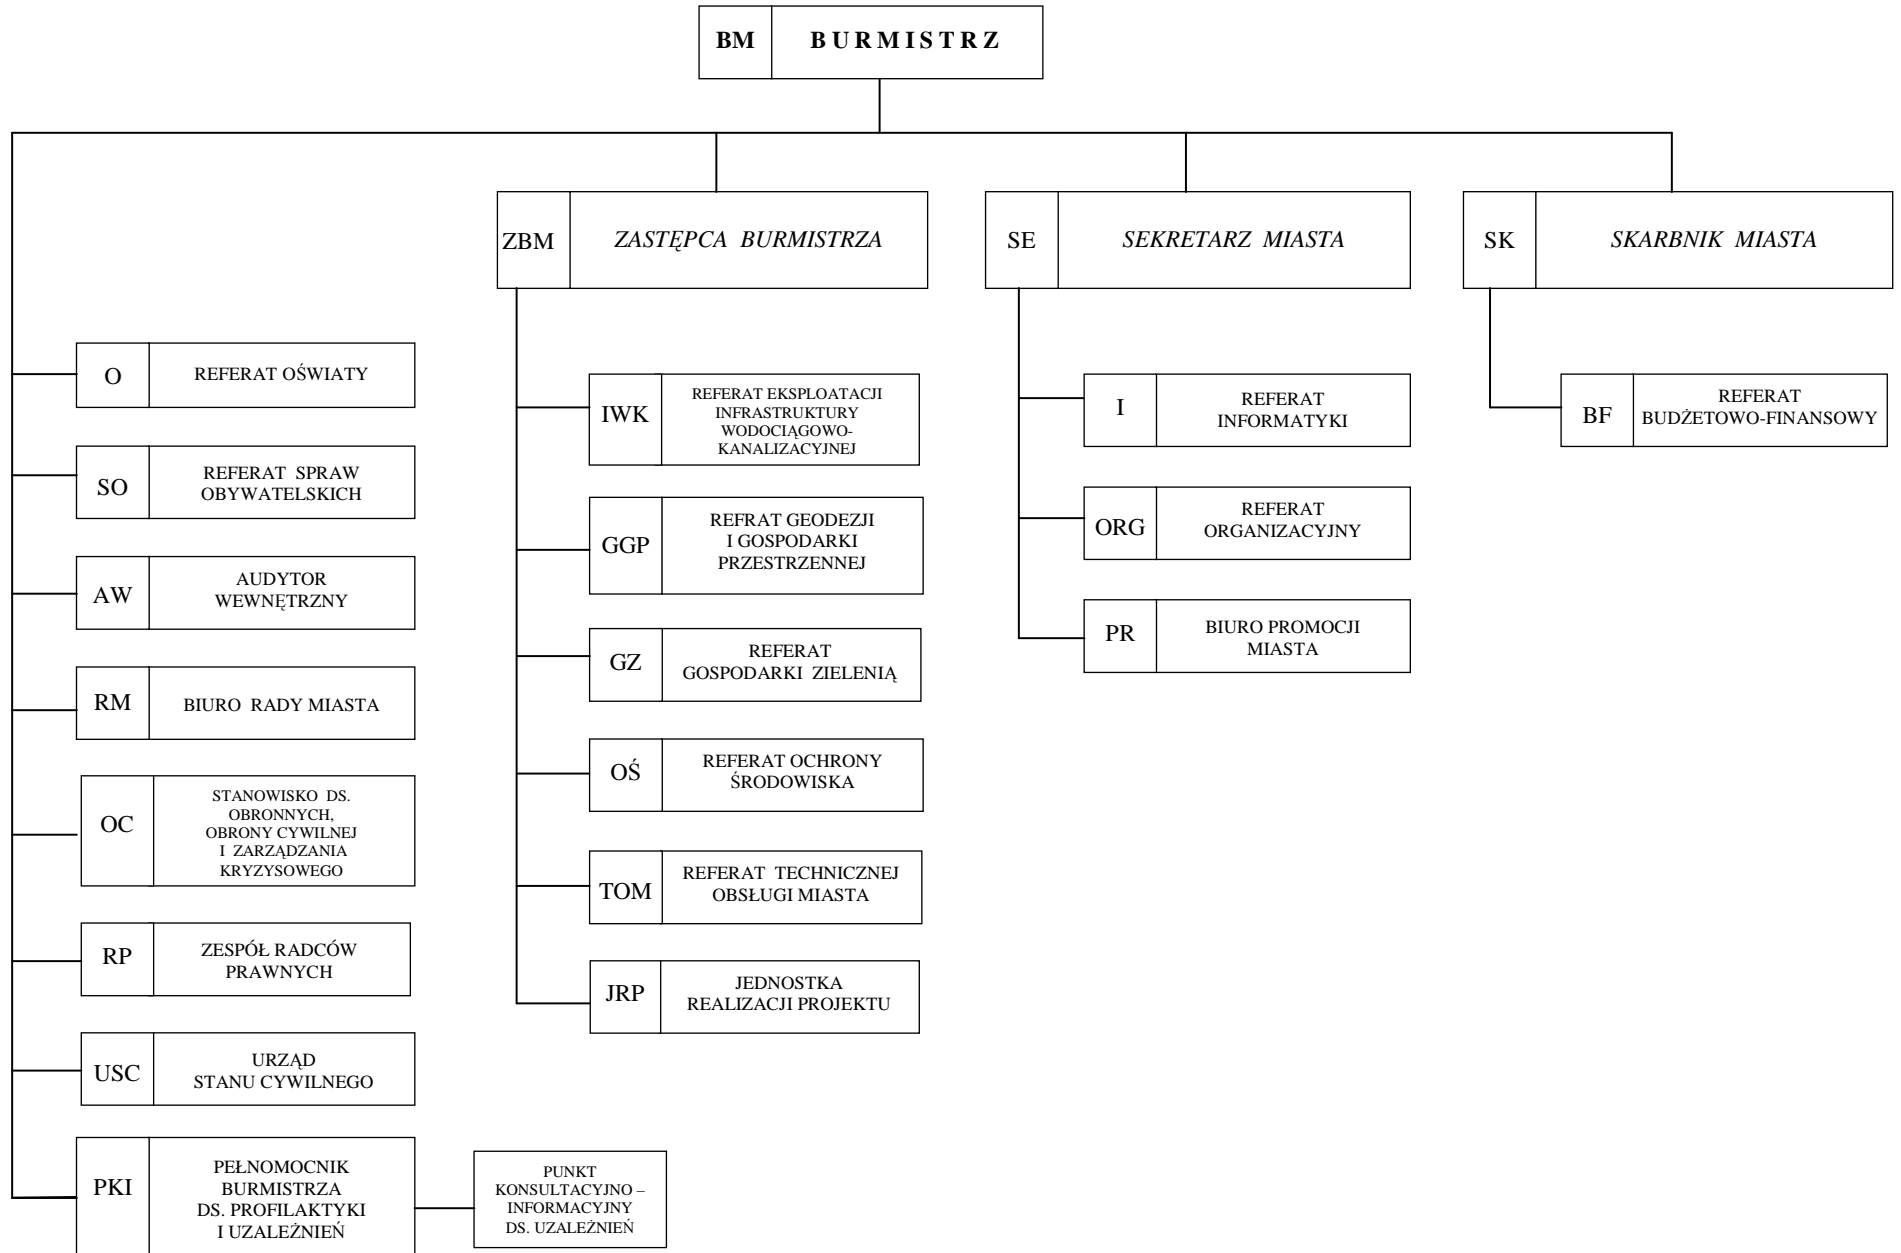 BM B U R M I S T R Z
ZBM ZASTĘPCA BURMISTRZA
SE SEKRETARZ MIASTA
SK SKARBNIK MIASTA
O REFERAT OŚWIATY
SO REFERAT SPRAW
OBYWATELSKICH
AW AUDYTOR
WEWNĘTRZNY
RM BIURO RADY MIASTA
OC STANOWISKO DS.
OBRONNYCH,
OBRONY CYWILNEJ
I ZARZĄDZANIA
KRYZYSOWEGO
RP ZESPÓŁ RADCÓW
PRAWNYCH
USC URZĄD
STANU CYWILNEGO
PKI PEŁNOMOCNIK
BURMISTRZA
DS. PROFILAKTYKI
I UZALEŻNIEŃ
PUNKT
KONSULTACYJNO –
INFORMACYJNY
DS. UZALEŻNIEŃ
IWK REFERAT EKSPLOATACJI
INFRASTRUKTURY
WODOCIĄGOWO-
KANALIZACYJNEJ
GGP REFRAT GEODEZJI
I GOSPODARKI
PRZESTRZENNEJ
GZ REFERAT
GOSPODARKI ZIELENIĄ
OŚ REFERAT OCHRONY
ŚRODOWISKA
TOM REFERAT TECHNICZNEJ
OBSŁUGI MIASTA
JRP JEDNOSTKA
REALIZACJI PROJEKTU
I REFERAT
INFORMATYKI
ORG REFERAT
ORGANIZACYJNY
PR BIURO PROMOCJI
MIASTA
BF REFERAT
BUDŻETOWO-FINANSOWY